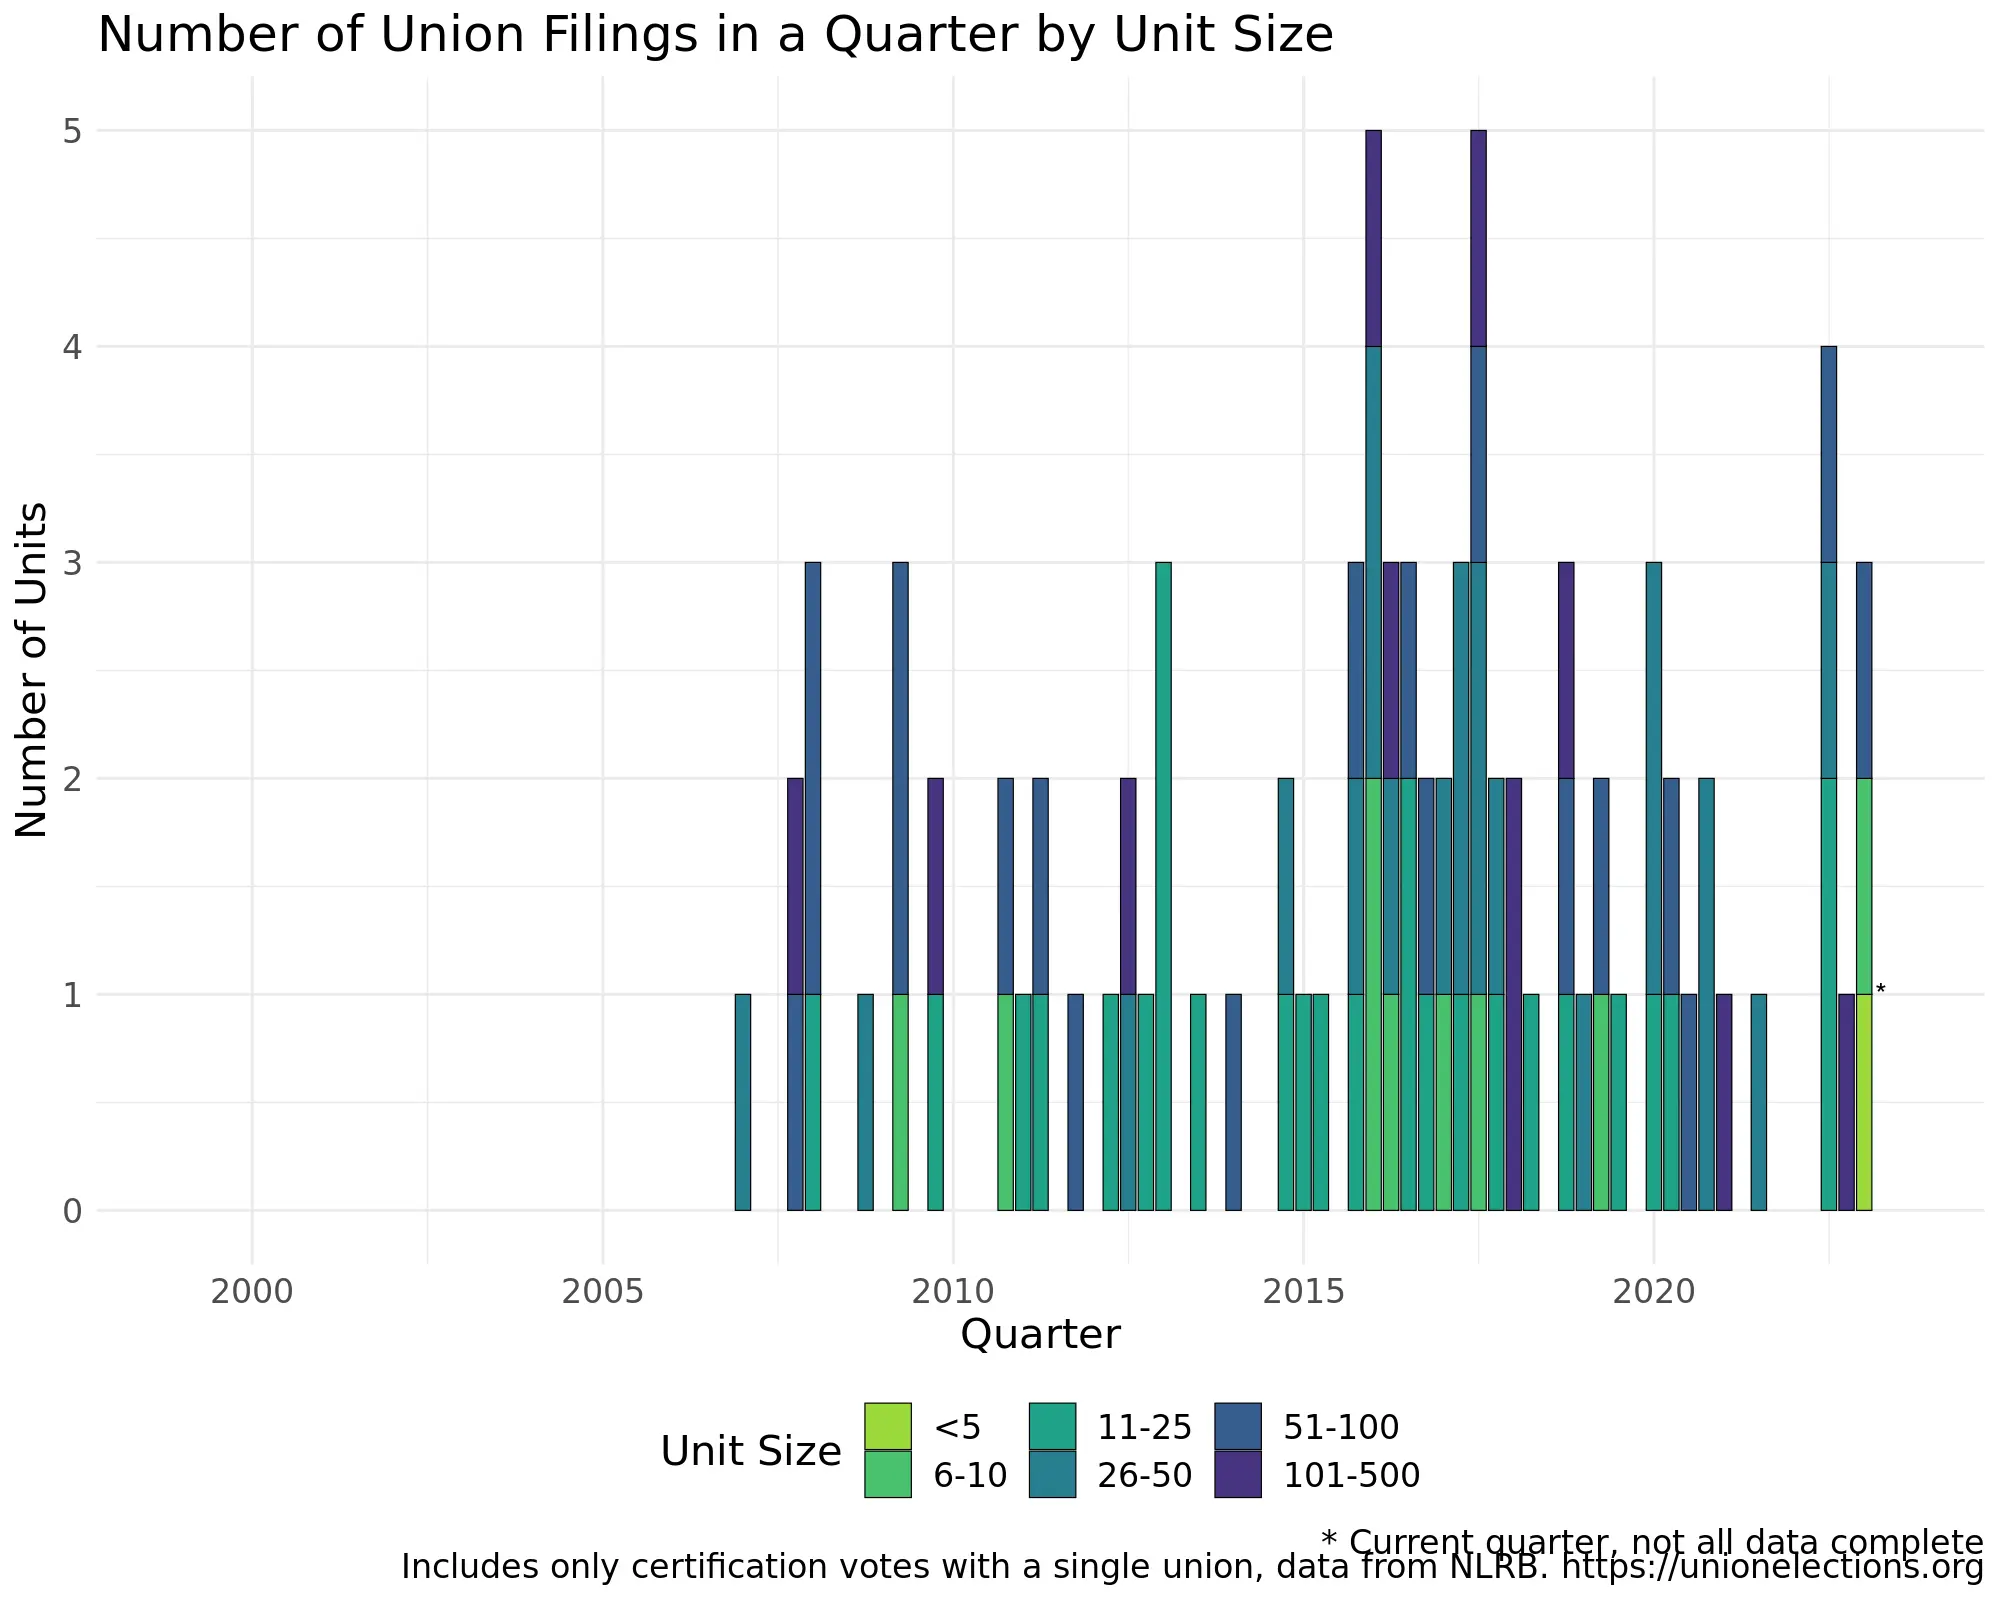 Number of Union Filings in a Quarter by Unit Size
Number of Units
5
4
3
2
1
0
*
2000 2005 2010 2015 2020
Quarter
Unit Size
<5 11-25 51-100
6-10 26-50 101-500
* Current quarter, not all data complete
Includes only certification votes with a single union, data from NLRB. https://unionelections.org